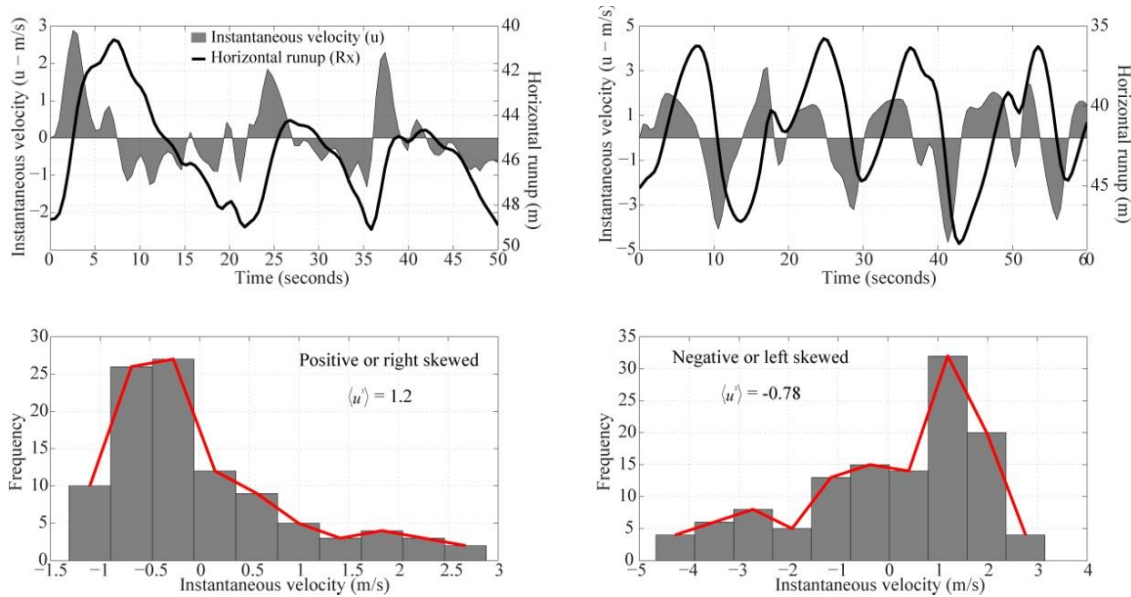 3
2
1
0
−1
−2
Instantaneous velocity (u − m/s)
Instantaneous velocity (u)
Horizontal runup (Rx)
40
42
44
46
48
50
Horizontal runup (m)
0 5 10 15 20 25 30 35 40 45 50
Time (seconds)
5
3
1
−1
−3
−5
Instantaneous velocity (u − m/s)
35
40
45
Horizontal runup (m)
0 10 20 30 40 50 60
Time (seconds)
30
25
20
15
10
5
0
Frequency
Positive or right skewed
⟨u³⟩ = 1.2
−1.5 −1 −0.5 0 0.5 1 1.5 2 2.5 3
Instantaneous velocity (m/s)
35
30
25
20
15
10
5
0
Frequency
Negative or left skewed
⟨u³⟩ = -0.78
−5 −4 −3 −2 −1 0 1 2 3 4
Instantaneous velocity (m/s)